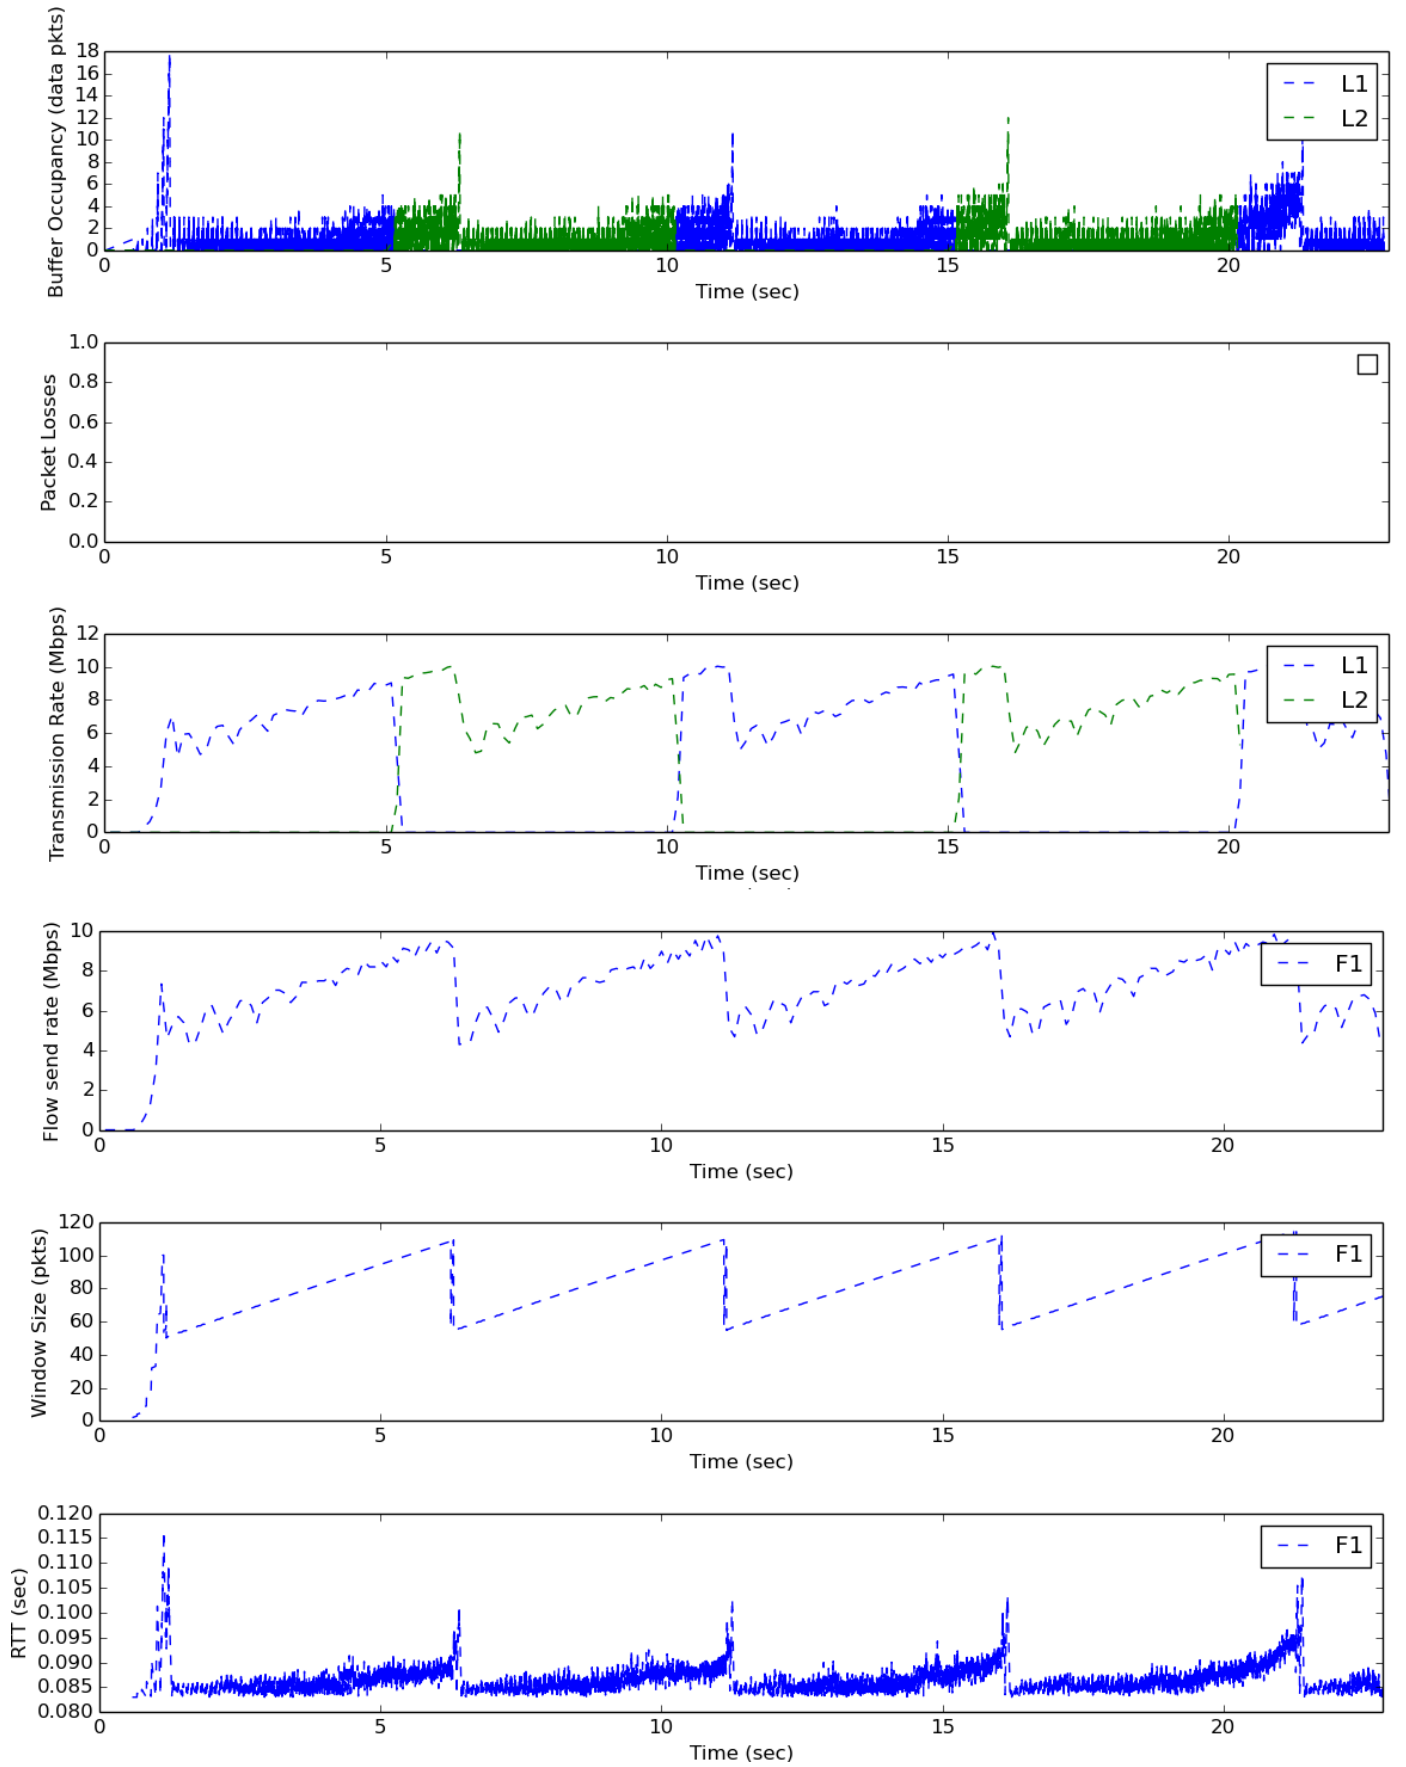 Buffer Occupancy (data pkts)
18
16
14
12
10
8
6
4
2
0
L1
L2
0 5 10 15 20
Time (sec)
Packet Losses
1.0
0.8
0.6
0.4
0.2
0.0
0 5 10 15 20
Time (sec)
Transmission Rate (Mbps)
12
10
8
6
4
2
0
L1
L2
0 5 10 15 20
Time (sec)
Flow send rate (Mbps)
10
8
6
4
2
0
F1
0 5 10 15 20
Time (sec)
Window Size (pkts)
120
100
80
60
40
20
0
F1
0 5 10 15 20
Time (sec)
RTT (sec)
0.120
0.115
0.110
0.105
0.100
0.095
0.090
0.085
0.080
F1
0 5 10 15 20
Time (sec)